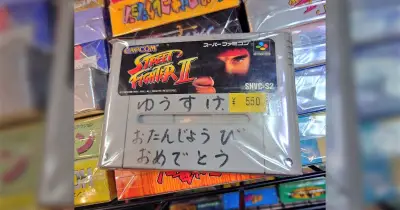 CAPCOM
スーパーファミコン
STREET
FIGHTER II
SHVC-S2
ゆうすけ
¥ 550
おたんじょうび
おめでとう